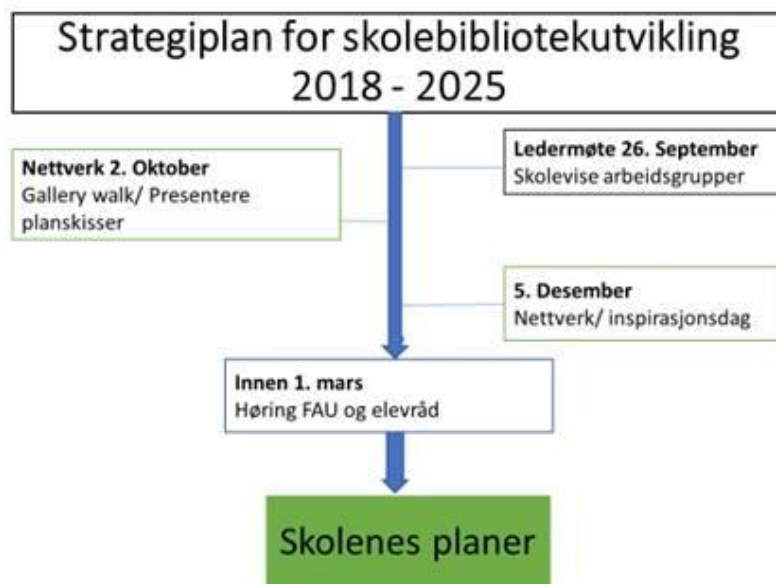 Strategiplan for skolebibliotekutvikling
2018 - 2025
Ledermøte 26. September
Skolevise arbeidsgrupper
Nettverk 2. Oktober
Gallery walk/ Presentere
planskisser
5. Desember
Nettverk/ inspirasjonsdag
Innen 1. mars
Høring FAU og elevråd
Skolenes planer